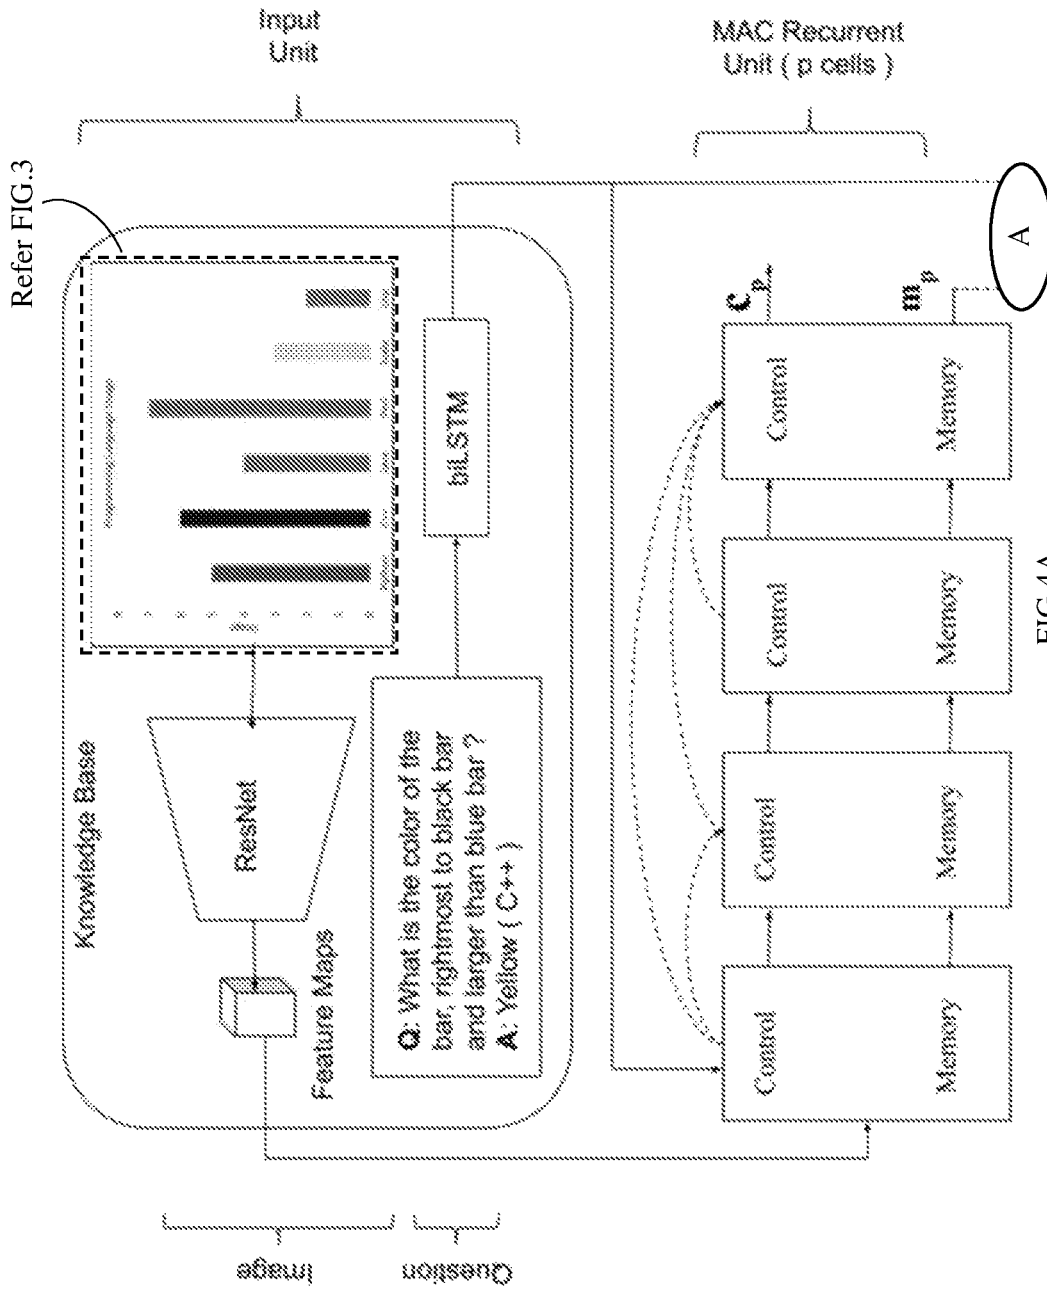 Refer FIG.3
Input
Unit
Knowledge Base
Image
ResNet
Feature Maps
Question
Q: What is the color of the
bar, rightmost to black bar
and larger than blue bar ?
A: Yellow ( C++ )
biLSTM
MAC Recurrent
Unit ( p cells )
Control
Memory
Control
Memory
Control
Memory
Control
Memory
c p
m p
A
FIG.4A